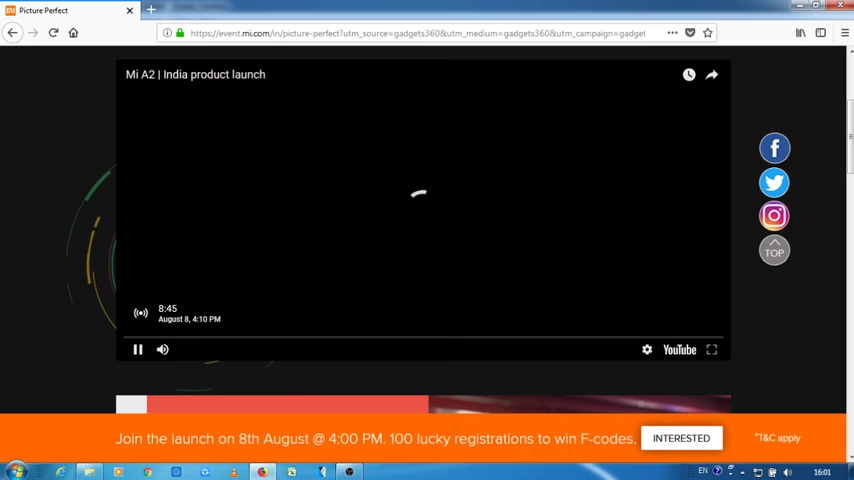 Picture Perfect
https://event.mi.com/in/picture-perfect?utm_source=gadgets360&utm_medium=gadgets360&utm_campaign=gadget
Mi A2 | India product launch
TOP
8:45
August 8, 4:10 PM
YouTube
Join the launch on 8th August @ 4:00 PM. 100 lucky registrations to win F-codes.
INTERESTED
*T&C apply
EN
16:01